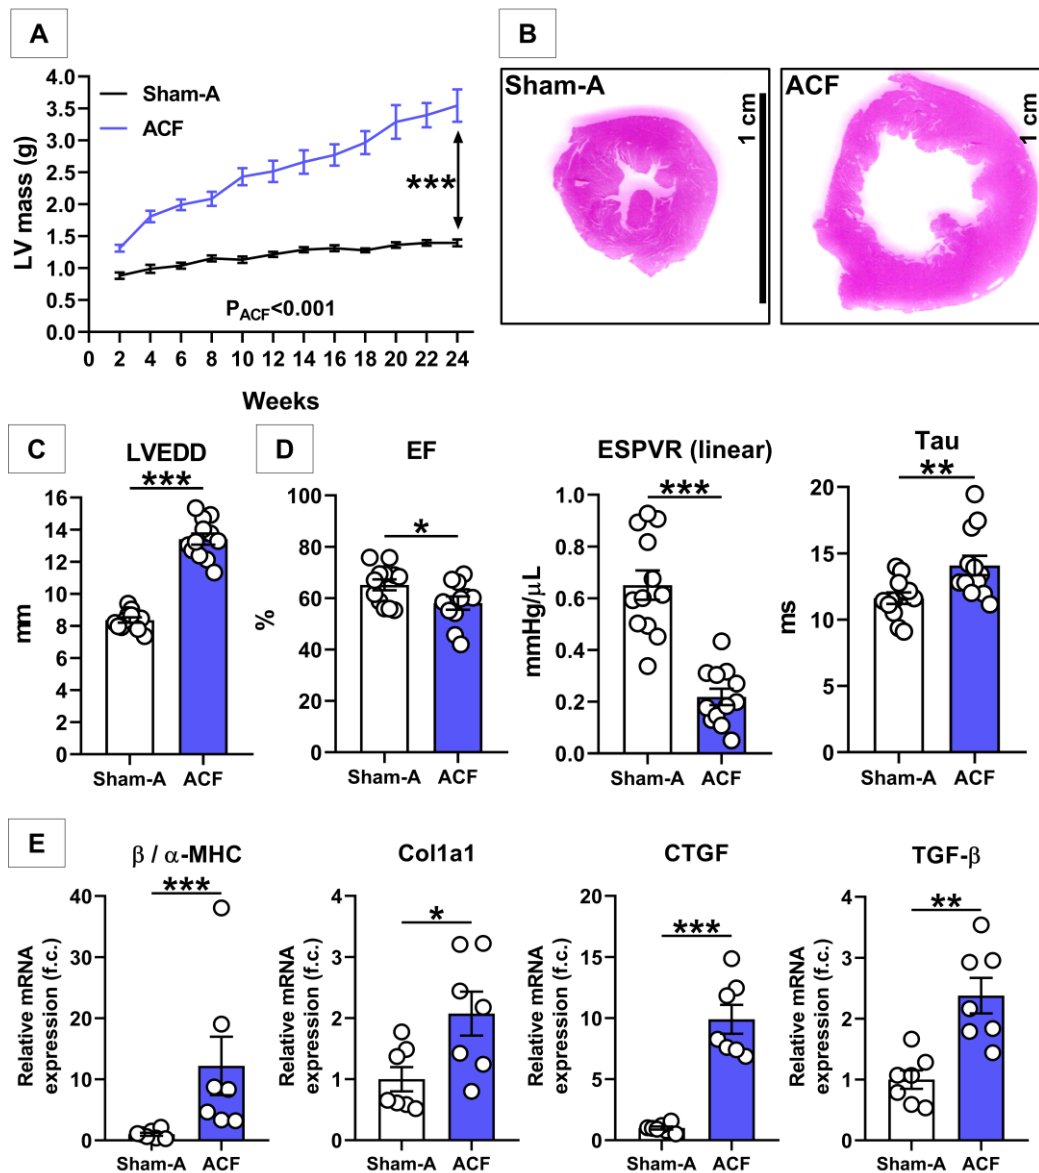 A
Sham-A
ACF
LV mass (g)
4.0
3.5
3.0
2.5
2.0
1.5
1.0
0.5
0.0
***
P_ACF<0.001
0 2 4 6 8 10 12 14 16 18 20 22 24
Weeks
B
Sham-A
1 cm
ACF
1 cm
C
LVEDD
***
mm
16
14
12
10
8
6
4
2
0
Sham-A ACF
D
EF
*
%
100
80
60
40
20
0
Sham-A ACF
ESPVR (linear)
***
mmHg/μL
1.0
0.8
0.6
0.4
0.2
0.0
Sham-A ACF
Tau
**
ms
20
15
10
5
0
Sham-A ACF
E
β / α-MHC
***
Relative mRNA
expression (f.c.)
40
30
20
10
0
Sham-A ACF
Col1a1
*
Relative mRNA
expression (f.c.)
4
3
2
1
0
Sham-A ACF
CTGF
***
Relative mRNA
expression (f.c.)
20
15
10
5
0
Sham-A ACF
TGF-β
**
Relative mRNA
expression (f.c.)
4
3
2
1
0
Sham-A ACF